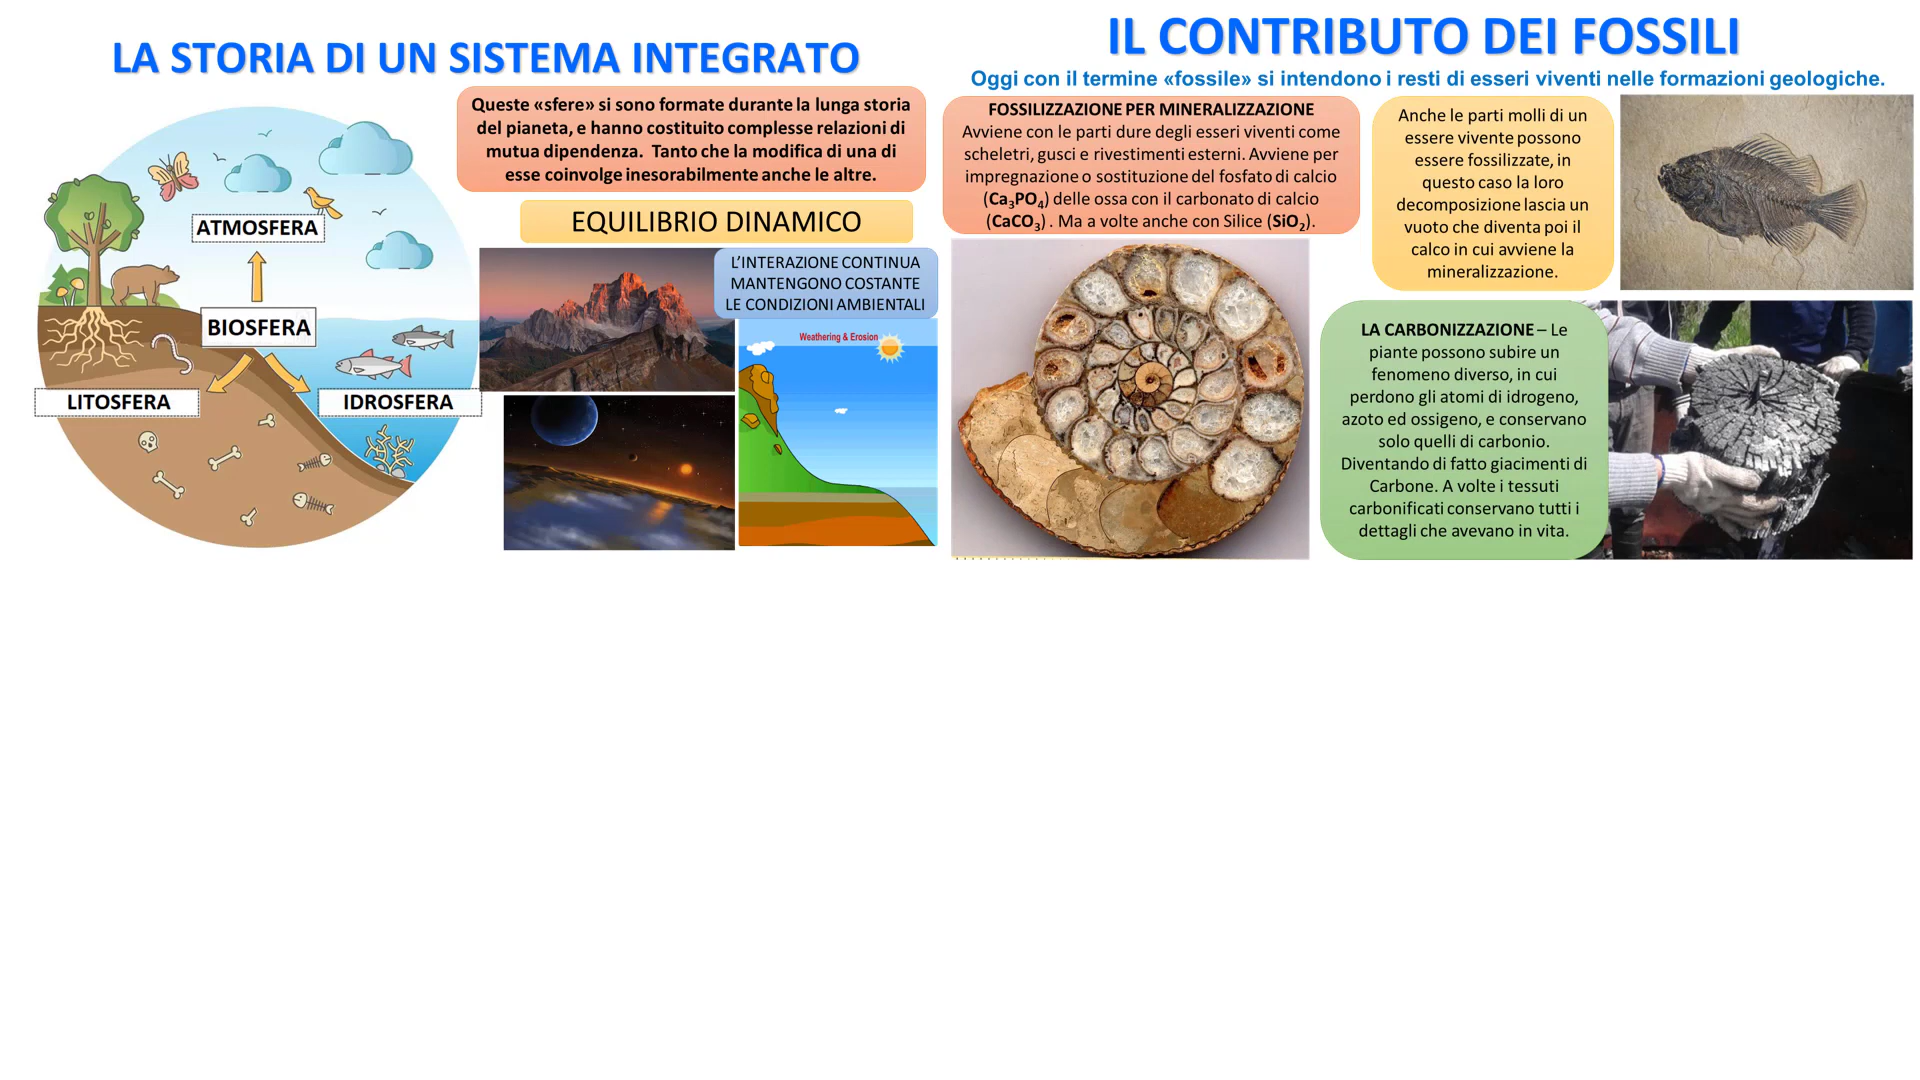 LA STORIA DI UN SISTEMA INTEGRATO
Queste «sfere» si sono formate durante la lunga storia
del pianeta, e hanno costituito complesse relazioni di
mutua dipendenza. Tanto che la modifica di una di
esse coinvolge inesorabilmente anche le altre.
EQUILIBRIO DINAMICO
L'INTERAZIONE CONTINUA
MANTENGONO COSTANTE
LE CONDIZIONI AMBIENTALI
Weathering & Erosion
ATMOSFERA
BIOSFERA
LITOSFERA
IDROSFERA
IL CONTRIBUTO DEI FOSSILI
Oggi con il termine «fossile» si intendono i resti di esseri viventi nelle formazioni geologiche.
FOSSILIZZAZIONE PER MINERALIZZAZIONE
Avviene con le parti dure degli esseri viventi come
scheletri, gusci e rivestimenti esterni. Avviene per
impregnazione o sostituzione del fosfato di calcio
(Ca₃PO₄) delle ossa con il carbonato di calcio
(CaCO₃) . Ma a volte anche con Silice (SiO₂).
Anche le parti molli di un
essere vivente possono
essere fossilizzate, in
questo caso la loro
decomposizione lascia un
vuoto che diventa poi il
calco in cui avviene la
mineralizzazione.
LA CARBONIZZAZIONE – Le
piante possono subire un
fenomeno diverso, in cui
perdono gli atomi di idrogeno,
azoto ed ossigeno, e conservano
solo quelli di carbonio.
Diventando di fatto giacimenti di
Carbone. A volte i tessuti
carbonificati conservano tutti i
dettagli che avevano in vita.